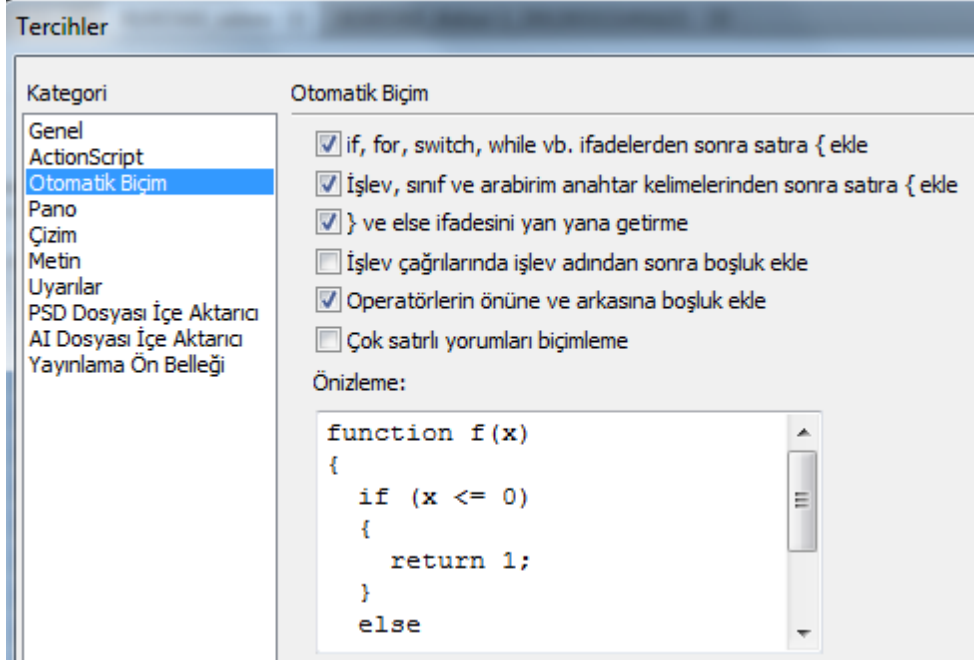 Tercihler
Kategori
Genel
ActionScript
Otomatik Biçim
Pano
Çizim
Metin
Uyarılar
PSD Dosyası İçe Aktarıcı
AI Dosyası İçe Aktarıcı
Yayınlama Ön Belleği
Otomatik Biçim
if, for, switch, while vb. ifadelerden sonra satıra { ekle
İşlev, sınıf ve arabirim anahtar kelimelerinden sonra satıra { ekle
} ve else ifadesini yan yana getirme
İşlev çağrılarında işlev adından sonra boşluk ekle
Operatörlerin önüne ve arkasına boşluk ekle
Çok satırlı yorumları biçimleme
Önizleme:
function f(x)
{
  if (x <= 0)
  {
    return 1;
  }
  else